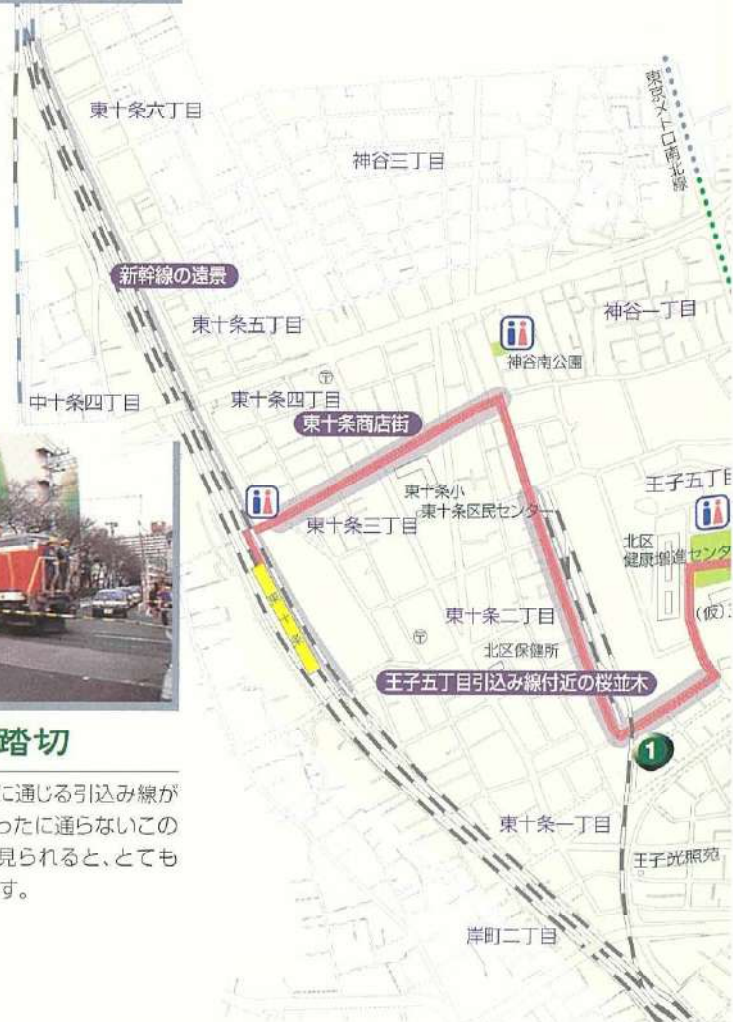 東十条六丁目
神谷三丁目
東京メトロ南北線
新幹線の遠景
東十条五丁目
神谷一丁目
神谷南公園
中十条四丁目
東十条四丁目
東十条商店街
東十条小
東十条区民センター
王子五丁目
東十条三丁目
北区
健康増進センタ
東十条
東十条二丁目
(仮)
北区保健所
王子五丁目引込み線付近の桜並木
1
踏切
に通じる引込み線が
ったに通らないこの
見られると、とても
す。
東十条一丁目
王子光照苑
岸町二丁目